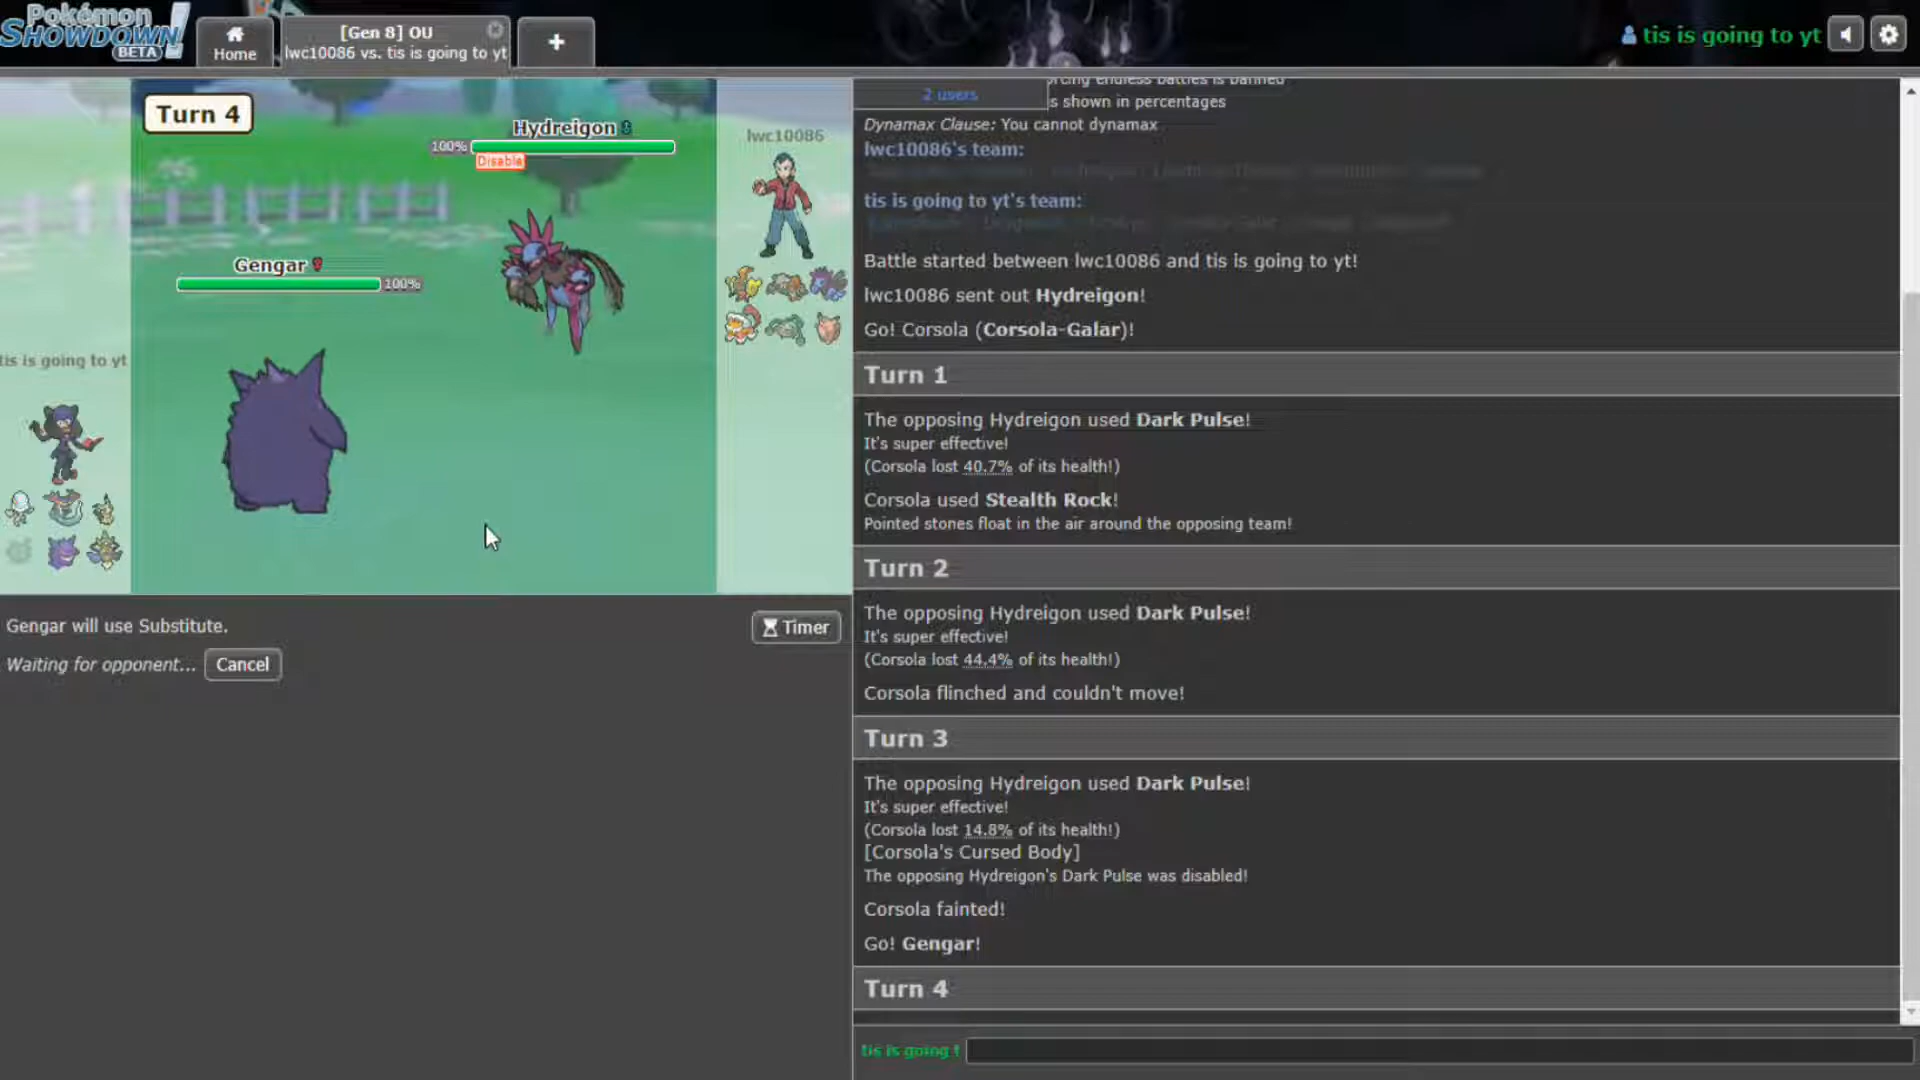 Pokémon
SHOWDOWN!
BETA
Home
[Gen 8] OU
lwc10086 vs. tis is going to yt
+
tis is going to yt
Turn 4
Hydreigon
100%
Disable
Gengar
100%
lwc10086
tis is going to yt
Gengar will use Substitute.
Waiting for opponent...
Cancel
Timer
2 users
orcing endless battles is banned
s shown in percentages
Dynamax Clause: You cannot dynamax
lwc10086's team:
tis is going to yt's team:
Battle started between lwc10086 and tis is going to yt!
lwc10086 sent out Hydreigon!
Go! Corsola (Corsola-Galar)!
Turn 1
The opposing Hydreigon used Dark Pulse!
It's super effective!
(Corsola lost 40.7% of its health!)
Corsola used Stealth Rock!
Pointed stones float in the air around the opposing team!
Turn 2
The opposing Hydreigon used Dark Pulse!
It's super effective!
(Corsola lost 44.4% of its health!)
Corsola flinched and couldn't move!
Turn 3
The opposing Hydreigon used Dark Pulse!
It's super effective!
(Corsola lost 14.8% of its health!)
[Corsola's Cursed Body]
The opposing Hydreigon's Dark Pulse was disabled!
Corsola fainted!
Go! Gengar!
Turn 4
tis is going t